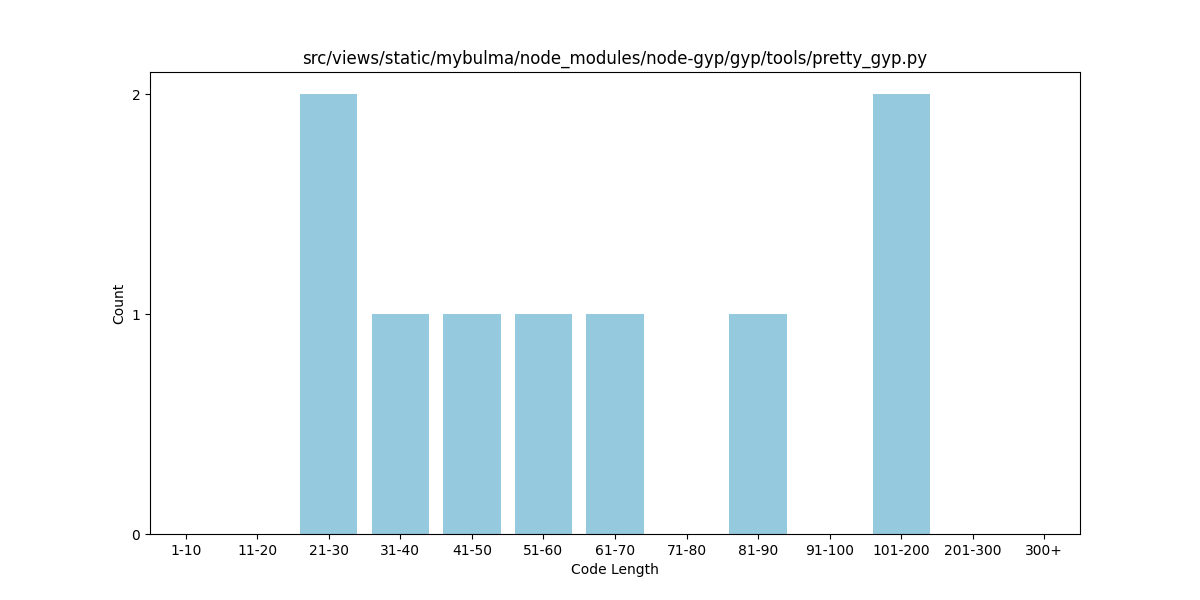 src/views/static/mybulma/node_modules/node-gyp/gyp/tools/pretty_gyp.py
2
1
0
Count
1-10 11-20 21-30 31-40 41-50 51-60 61-70 71-80 81-90 91-100 101-200 201-300 300+
Code Length